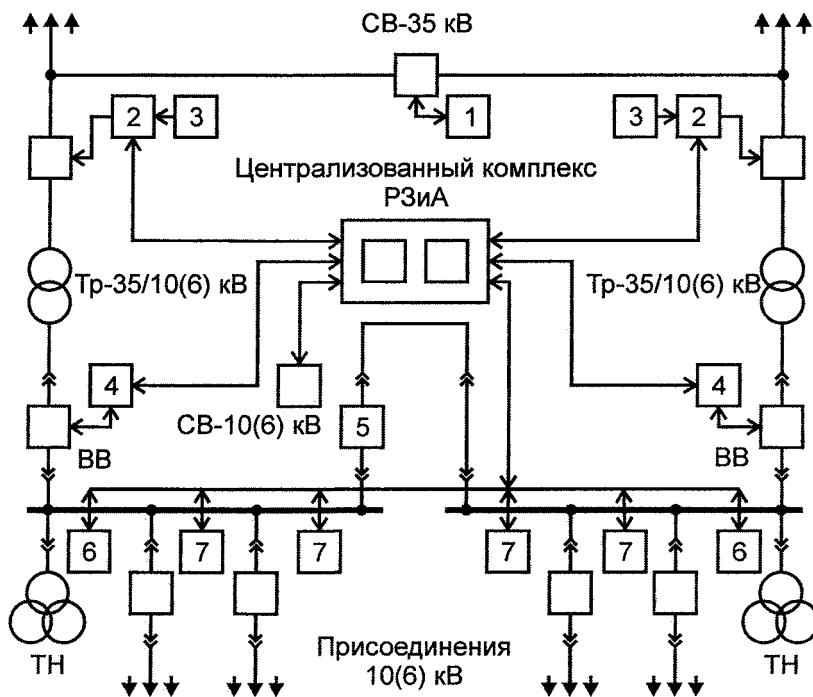 СВ-35 кВ
2
3
1
3
2
Централизованный комплекс
РЗиА
Тр-35/10(6) кВ
Тр-35/10(6) кВ
4
4
СВ-10(6) кВ
5
ВВ
ВВ
6
7
7
7
7
6
ТН
Присоединения
10(6) кВ
ТН